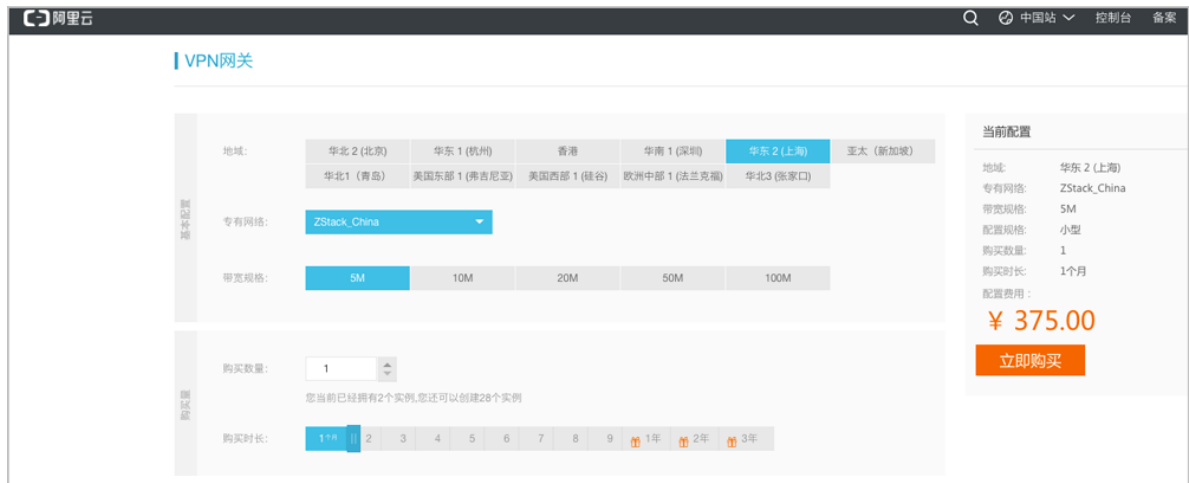 阿里云 中国站 控制台 备案
VPN网关
基本配置
地域: 华北 2 (北京) 华东 1 (杭州) 香港 华南 1 (深圳) 华东 2 (上海) 亚太（新加坡）
华北1（青岛） 美国东部 1 (弗吉尼亚) 美国西部 1 (硅谷) 欧洲中部 1 (法兰克福) 华北3 (张家口)
专有网络: ZStack_China
带宽规格: 5M 10M 20M 50M 100M
购买量
购买数量: 1
您当前已经拥有2个实例,您还可以创建28个实例
购买时长: 1个月 2 3 4 5 6 7 8 9 1年 2年 3年
当前配置
地域: 华东 2 (上海)
专有网络: ZStack_China
带宽规格: 5M
配置规格: 小型
购买数量: 1
购买时长: 1个月
配置费用：
¥ 375.00
立即购买